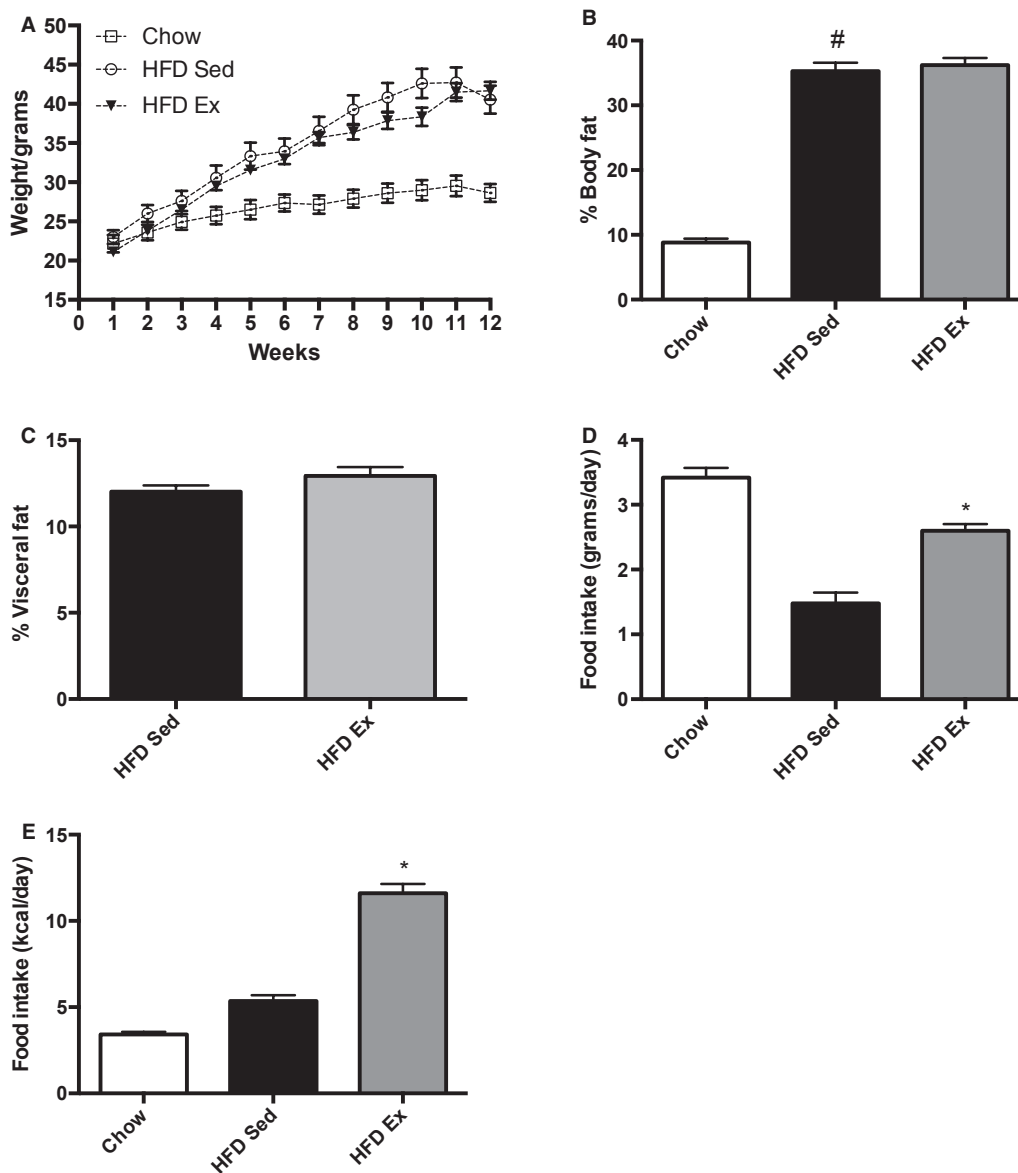 A
Weight/grams
50
45
40
35
30
25
20
15
Chow
HFD Sed
HFD Ex
0 1 2 3 4 5 6 7 8 9 10 11 12
Weeks
B
% Body fat
40
30
20
10
0
#
Chow
HFD Sed
HFD Ex
C
% Visceral fat
15
10
5
0
HFD Sed
HFD Ex
D
Food intake (grams/day)
4
3
2
1
0
*
Chow
HFD Sed
HFD Ex
E
Food intake (kcal/day)
15
10
5
0
*
Chow
HFD Sed
HFD Ex